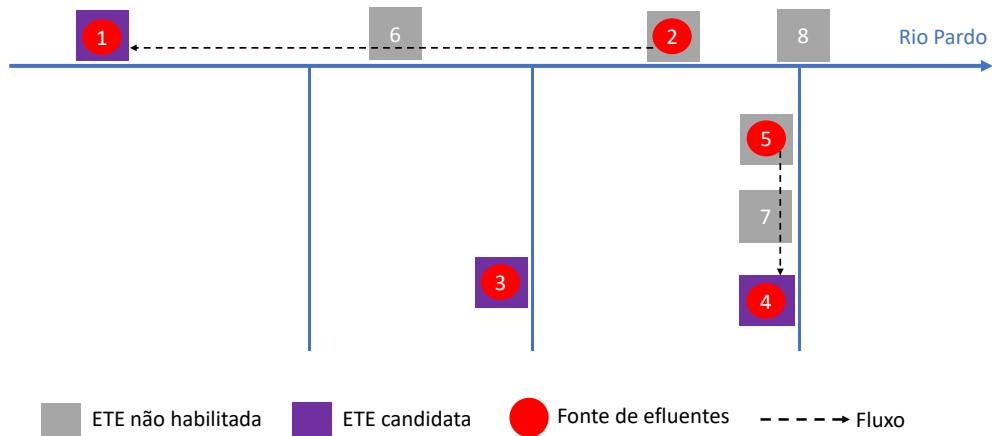 1
6
2
8
Rio Pardo
5
7
3
4
ETE não habilitada
ETE candidata
Fonte de efluentes
Fluxo